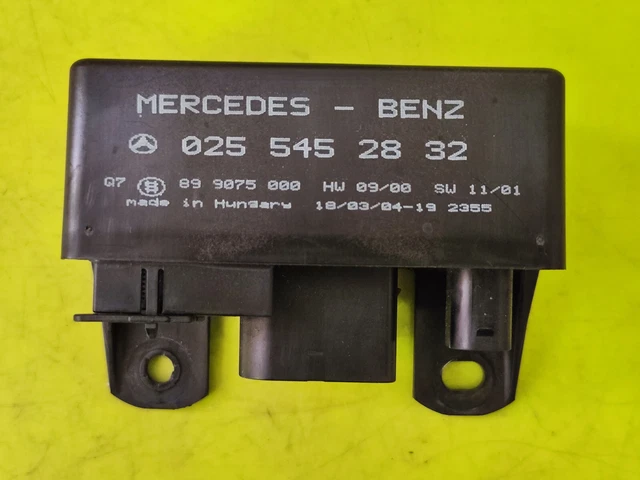 MERCEDES - BENZ
025 545 28 32
Q7 89 9075 000 HW 09/00 SW 11/01
made in Hungary 18/03/04-19 2355